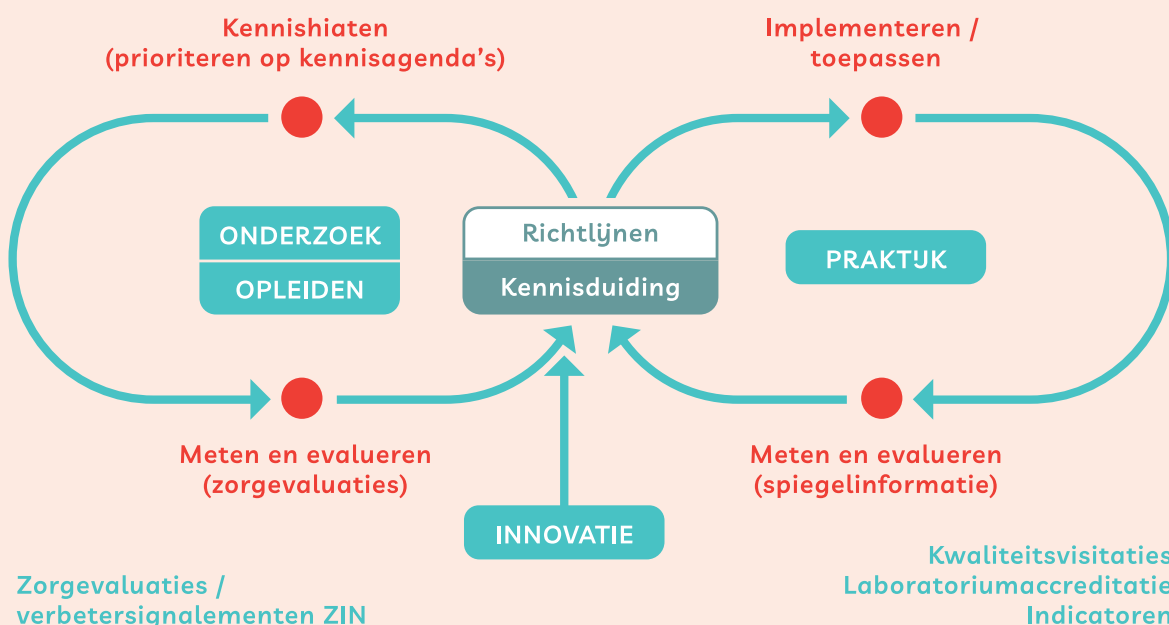 Kennishiaten
(prioriteren op kennisagenda's)
Implementeren /
toepassen
ONDERZOEK
OPLEIDEN
Richtlijnen
Kennisduiding
PRAKTIJK
Meten en evalueren
(zorgevaluaties)
Meten en evalueren
(spiegelinformatie)
INNOVATIE
Zorgevaluaties /
verbetersignalementen ZIN
Kwaliteitsvisitaties
Laboratoriumaccreditatie
Indicatoren